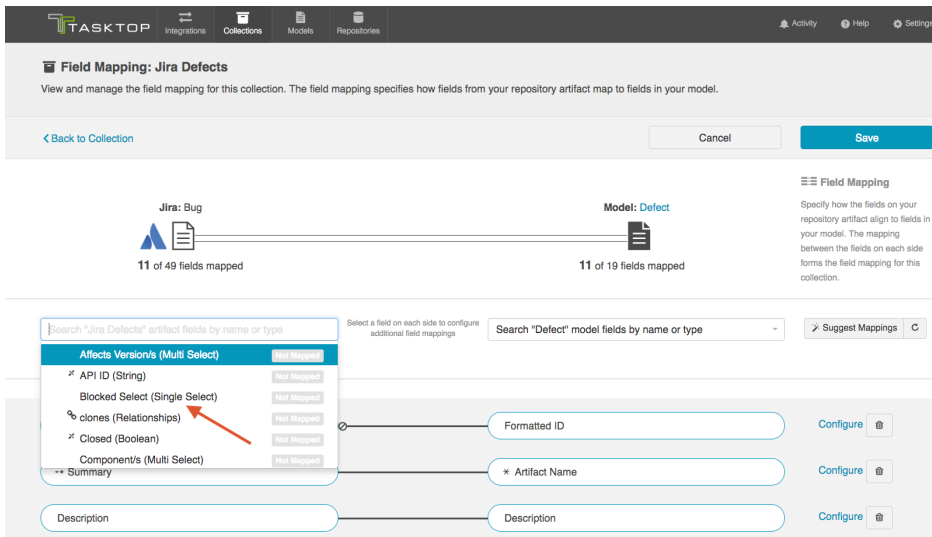 TASKTOP
Integrations
Collections
Models
Repositories
Activity
Help
Settings
Field Mapping: Jira Defects
View and manage the field mapping for this collection. The field mapping specifies how fields from your repository artifact map to fields in your model.
Back to Collection
Cancel
Save
Jira: Bug
11 of 49 fields mapped
Model: Defect
11 of 19 fields mapped
Field Mapping
Specify how the fields on your
repository artifact align to fields in
your model. The mapping
between the fields on each side
forms the field mapping for this
collection.
Search "Jira Defects" artifact fields by name or type
Select a field on each side to configure
additional field mappings
Search "Defect" model fields by name or type
Suggest Mappings
Affects Version/s (Multi Select) Not Mapped
API ID (String) Not Mapped
Blocked Select (Single Select) Not Mapped
clones (Relationships) Not Mapped
Closed (Boolean) Not Mapped
Component/s (Multi Select) Not Mapped
Formatted ID
Configure
Summary
Artifact Name
Configure
Description
Description
Configure